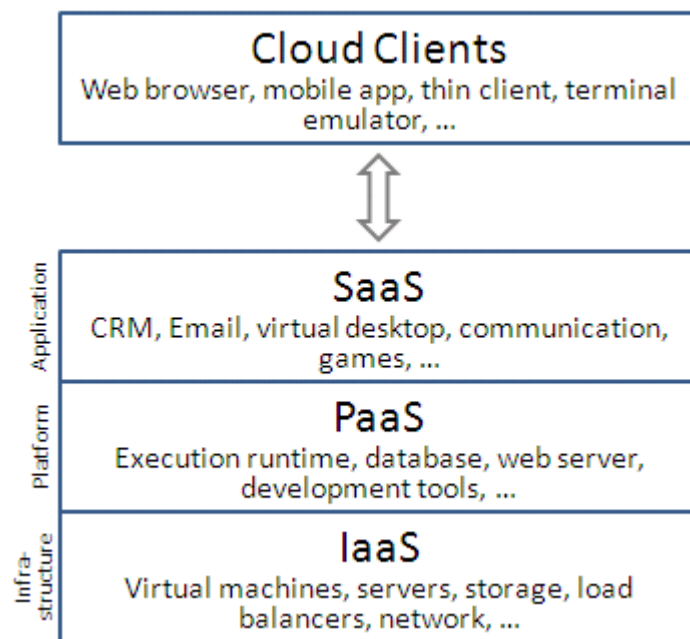 Cloud Clients
Web browser, mobile app, thin client, terminal
emulator, ...
Application
SaaS
CRM, Email, virtual desktop, communication,
games, ...
Platform
PaaS
Execution runtime, database, web server,
development tools, ...
Infra-
structure
IaaS
Virtual machines, servers, storage, load
balancers, network, ...